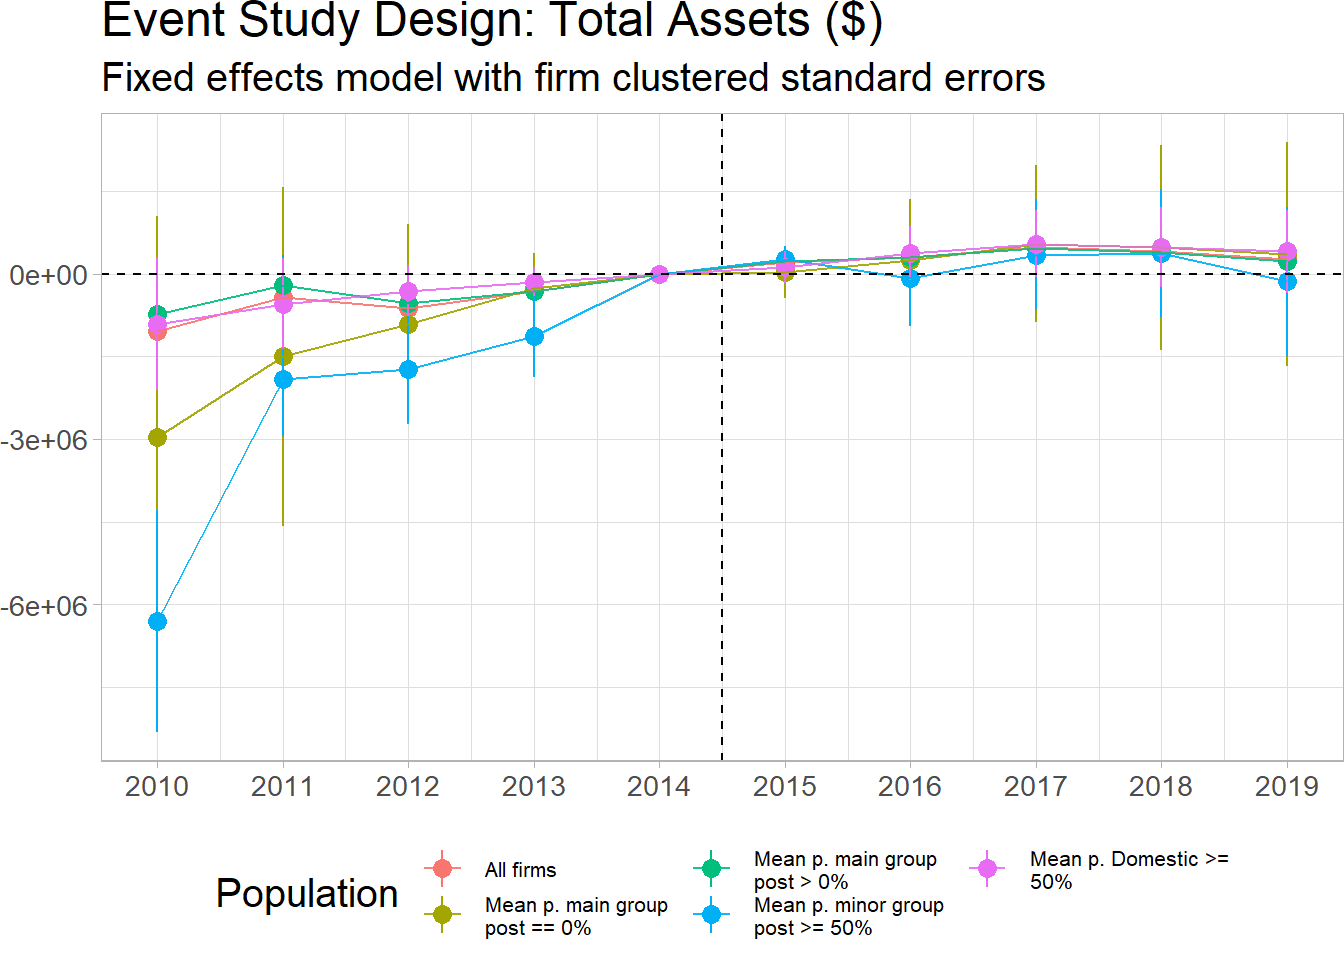 Event Study Design: Total Assets ($)
Fixed effects model with firm clustered standard errors
0e+00
-3e+06
-6e+06
2010 2011 2012 2013 2014 2015 2016 2017 2018 2019
Population
All firms
Mean p. main group
post == 0%
Mean p. main group
post > 0%
Mean p. minor group
post >= 50%
Mean p. Domestic >=
50%